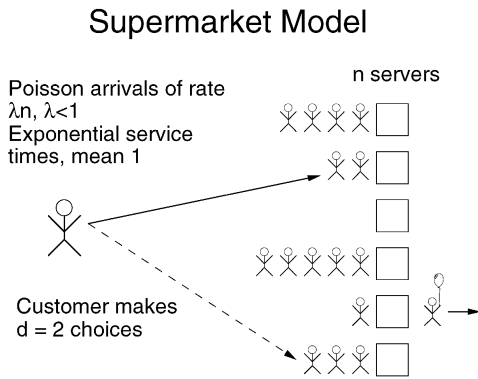 Supermarket Model
Poisson arrivals of rate
λn, λ<1
Exponential service
times, mean 1
n servers
Customer makes
d = 2 choices